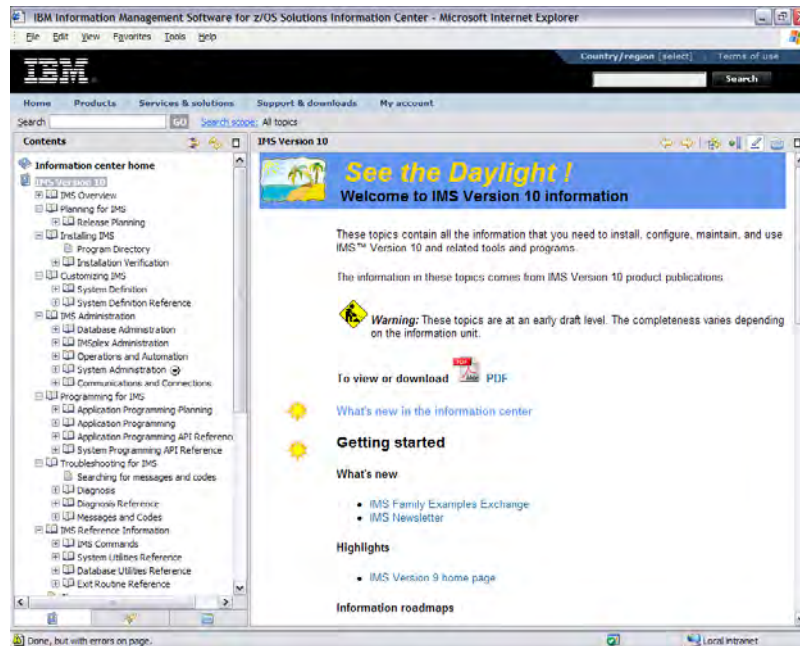 IBM Information Management Software for z/OS Solutions Information Center - Microsoft Internet Explorer
File Edit View Favorites Tools Help
Country/region [select] Terms of use
IBM.
Search
Home Products Services & solutions Support & downloads My account
Search GO Search scope: All topics
Contents
Information center home
IMS Version 10
IMS Overview
Planning for IMS
Release Planning
Installing IMS
Program Directory
Installation Verification
Customizing IMS
System Definition
System Definition Reference
IMS Administration
Database Administration
IMSplex Administration
Operations and Automation
System Administration
Communications and Connections
Programming for IMS
Application Programming Planning
Application Programming
Application Programming API Referenc
System Programming API Reference
Troubleshooting for IMS
Searching for messages and codes
Diagnosis
Diagnosis Reference
Messages and Codes
IMS Reference Information
IMS Commands
System Utilities Reference
Database Utilities Reference
Exit Routine Reference
IMS Version 10
See the Daylight !
Welcome to IMS Version 10 information
These topics contain all the information that you need to install, configure, maintain, and use
IMS™ Version 10 and related tools and programs.
The information in these topics comes from IMS Version 10 product publications.
Warning: These topics are at an early draft level. The completeness varies depending
on the information unit.
To view or download PDF
What's new in the information center
Getting started
What's new
IMS Family Examples Exchange
IMS Newsletter
Highlights
IMS Version 9 home page
Information roadmaps
Done, but with errors on page.
Local intranet